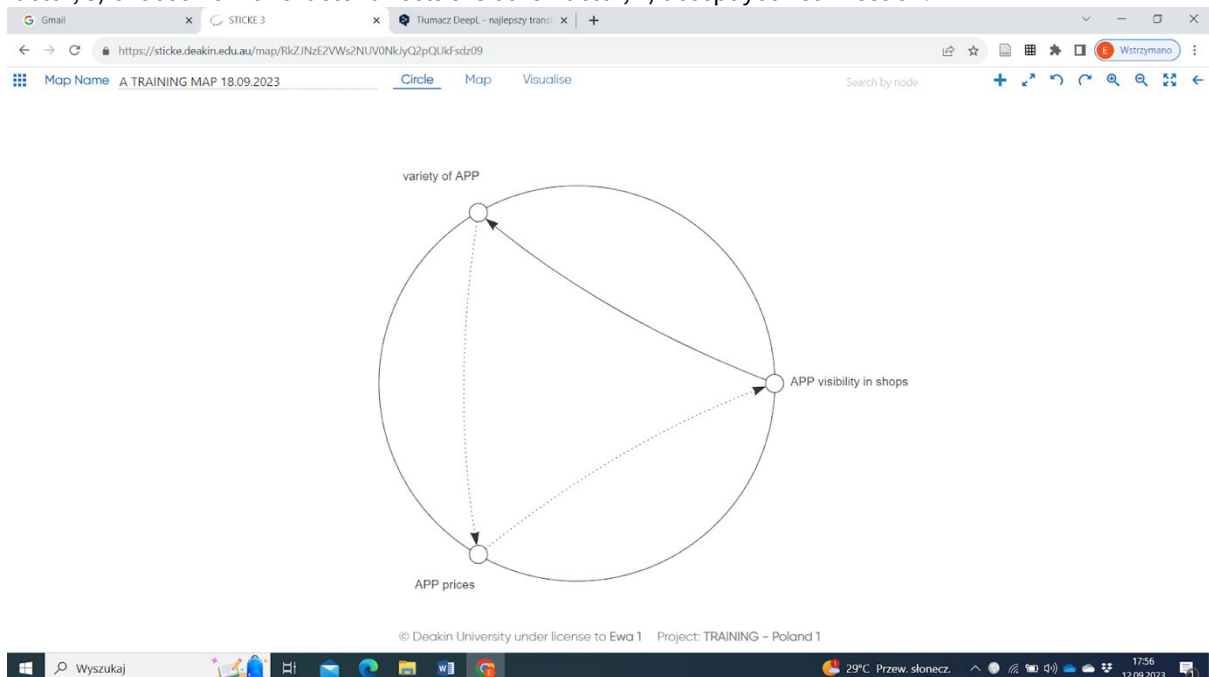 Gmail
STICKE 3
Tłumacz DeepL - najlepszy transl
https://sticke.deakin.edu.au/map/RkZJNzE2VWs2NUV0NkJyQ2pQUkFsdz09
E Wstrzymano
Map Name A TRAINING MAP 18.09.2023
Circle Map Visualise
Search by node
variety of APP
APP visibility in shops
APP prices
© Deakin University under license to Ewa 1 Project: TRAINING - Poland 1
Wyszukaj
29°C Przew. słonecz.
17:56
12.09.2023